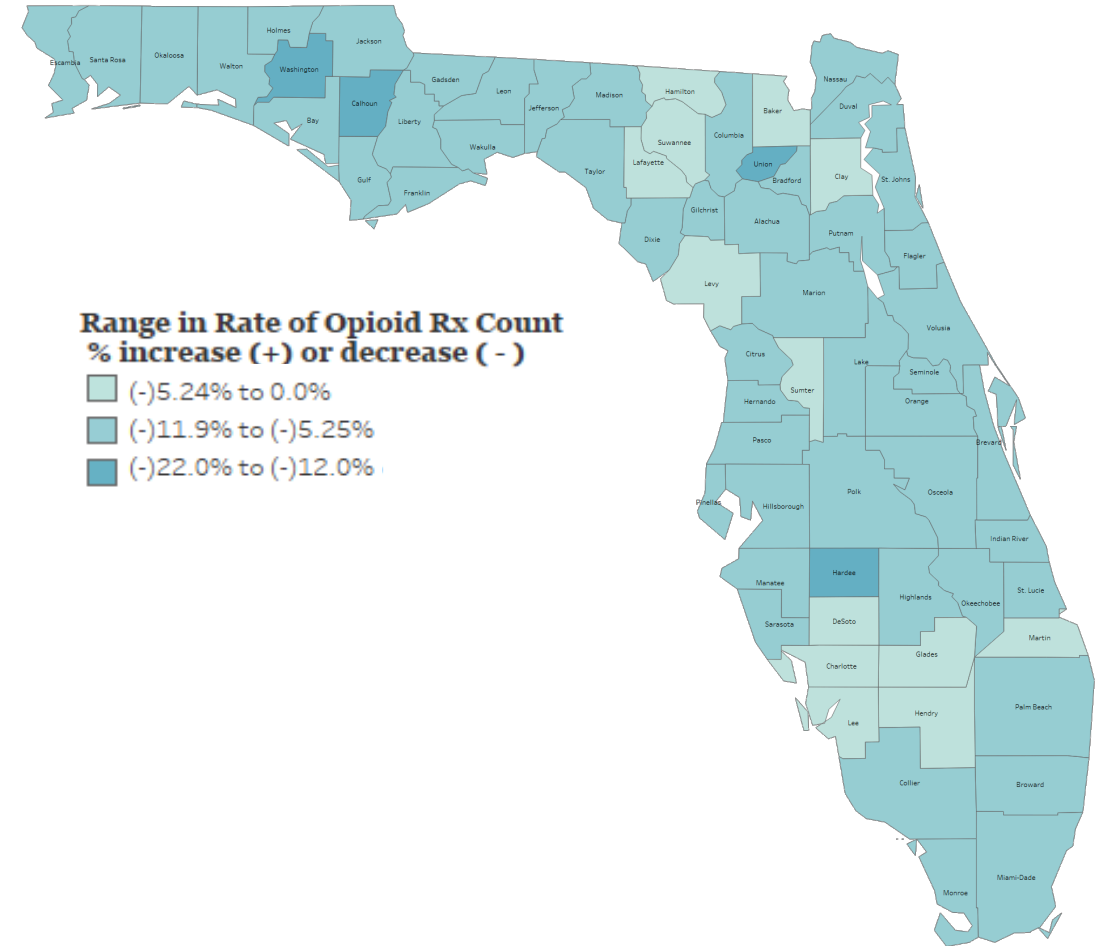 Holmes
Jackson
Escambia
Santa Rosa
Okaloosa
Walton
Washington
Calhoun
Bay
Liberty
Gulf
Franklin
Gadsden
Leon
Jefferson
Wakulla
Madison
Taylor
Hamilton
Suwannee
Lafayette
Columbia
Baker
Nassau
Duval
Union
Bradford
Clay
St. Johns
Gilchrist
Dixie
Alachua
Putnam
Flagler
Levy
Marion
Volusia
Range in Rate of Opioid Rx Count
% increase (+) or decrease ( - )
(-)5.24% to 0.0%
(-)11.9% to (-)5.25%
(-)22.0% to (-)12.0%
Citrus
Sumter
Lake
Seminole
Hernando
Orange
Pasco
Brevard
Pinellas
Hillsborough
Polk
Osceola
Indian River
Manatee
Hardee
Highlands
Okeechobee
St. Lucie
Sarasota
DeSoto
Martin
Charlotte
Glades
Lee
Hendry
Palm Beach
Collier
Broward
Monroe
Miami-Dade